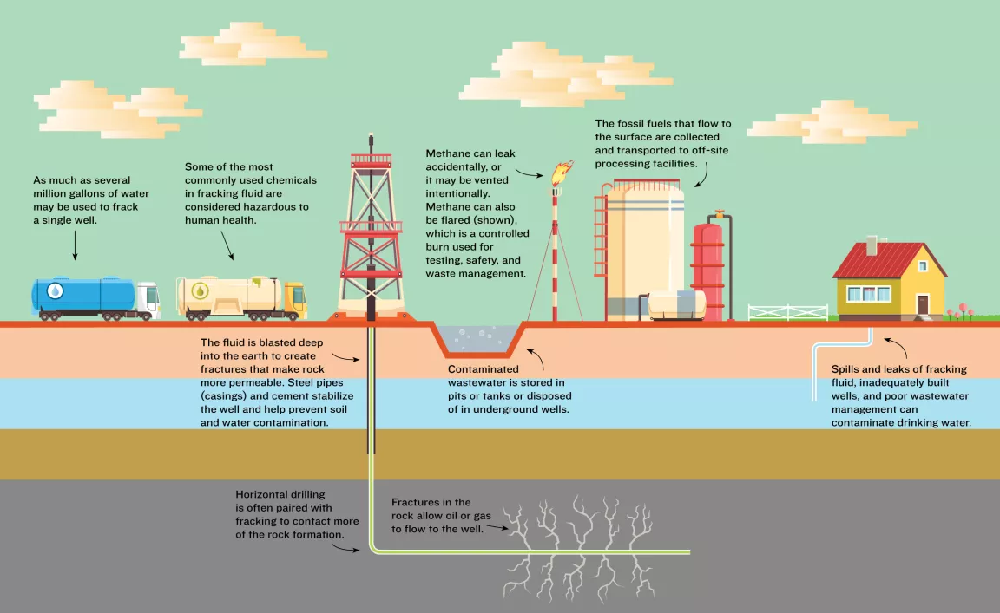 As much as several
million gallons of water
may be used to frack
a single well.
Some of the most
commonly used chemicals
in fracking fluid are
considered hazardous to
human health.
Methane can leak
accidentally, or
it may be vented
intentionally.
Methane can also
be flared (shown),
which is a controlled
burn used for
testing, safety, and
waste management.
The fossil fuels that flow to
the surface are collected
and transported to off-site
processing facilities.
The fluid is blasted deep
into the earth to create
fractures that make rock
more permeable. Steel pipes
(casings) and cement stabilize
the well and help prevent soil
and water contamination.
Contaminated
wastewater is stored in
pits or tanks or disposed
of in underground wells.
Spills and leaks of fracking
fluid, inadequately built
wells, and poor wastewater
management can
contaminate drinking water.
Horizontal drilling
is often paired with
fracking to contact more
of the rock formation.
Fractures in the
rock allow oil or gas
to flow to the well.